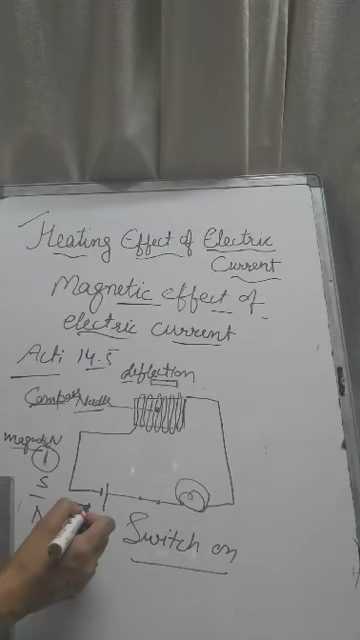 Heating Effect of Electric
Current
Magnetic effect of
electric current
Acti 14.5
deflection
Compass Needle
N
S
Switch on